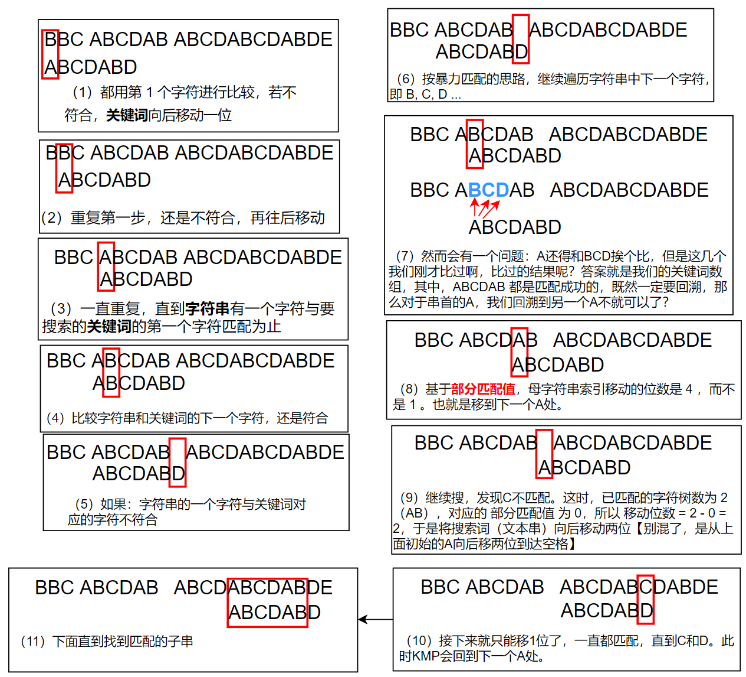 BBC ABCDAB ABCDABCDABDE
ABCDABD
（1）都用第 1 个字符进行比较，若不
符合，关键词向后移动一位
BBC ABCDAB ABCDABCDABDE
ABCDABD
（2）重复第一步，还是不符合，再往后移动
BBC ABCDAB ABCDABCDABDE
ABCDABD
（3）一直重复，直到字符串有一个字符与要
搜索的关键词的第一个字符匹配为止
BBC ABCDAB ABCDABCDABDE
ABCDABD
（4）比较字符串和关键词的下一个字符，还是符合
BBC ABCDAB ABCDABCDABDE
ABCDABD
（5）如果：字符串的一个字符与关键词对
应的字符不符合
BBC ABCDAB ABCDABCDABDE
ABCDABD
（6）按暴力匹配的思路，继续遍历字符串中下一个字符，
即 B, C, D ...
BBC ABCDAB ABCDABCDABDE
ABCDABD
BBC ABCDAB ABCDABCDABDE
ABCDABD
（7）然而会有一个问题：A还得和BCD挨个比，但是这几个
我们刚才比过啊，比过的结果呢？答案就是我们的关键词数
组，其中，ABCDAB 都是匹配成功的，既然一定要回溯，那
么对于串首的A，我们回溯到另一个A不就可以了？
BBC ABCDAB ABCDABCDABDE
ABCDABD
（8）基于部分匹配值，母字符串索引移动的位数是 4 ，而不
是 1 。也就是移到下一个A处。
BBC ABCDAB ABCDABCDABDE
ABCDABD
（9）继续搜，发现C不匹配。这时，已匹配的字符树数为 2
（AB），对应的 部分匹配值 为 0，所以 移动位数 = 2 - 0 =
2，于是将搜索词（文本串）向后移动两位【别混了，是从上
面初始的A向后移两位到达空格】
BBC ABCDAB ABCDABCDABDE
ABCDABD
（10）接下来就只能移1位了，一直都匹配，直到C和D。此
时KMP会回到下一个A处。
BBC ABCDAB ABCDABCDABDE
ABCDABD
（11）下面直到找到匹配的子串